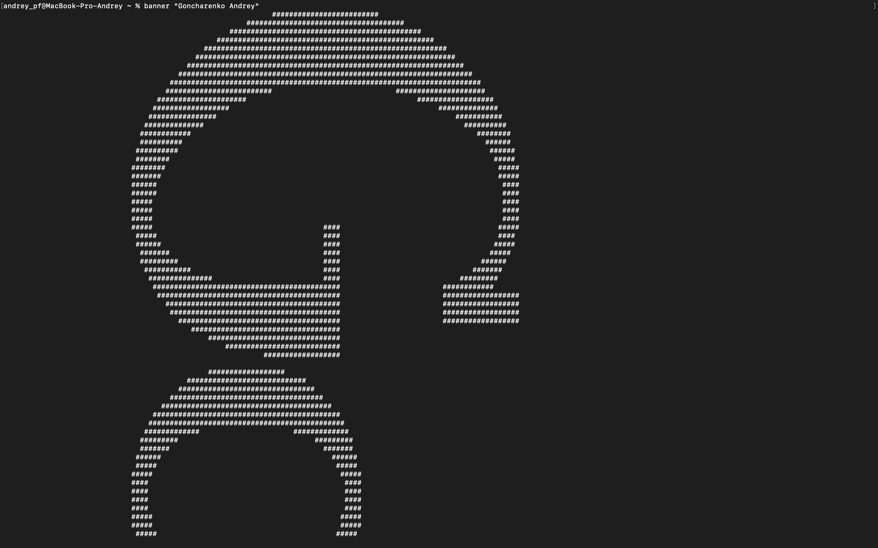 [andrey_pf@MacBook-Pro-Andrey ~ % banner "Goncharenko Andrey" ]
G
o